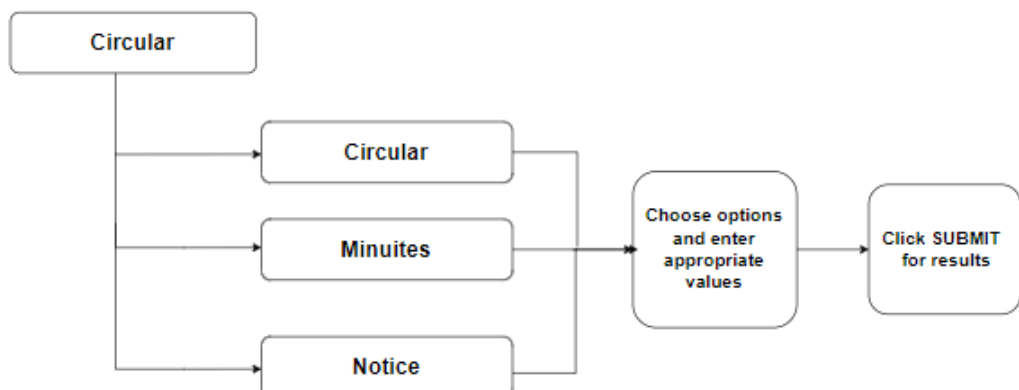 Circular
Circular
Minuites
Notice
Choose options
and enter
appropriate
values
Click SUBMIT
for results